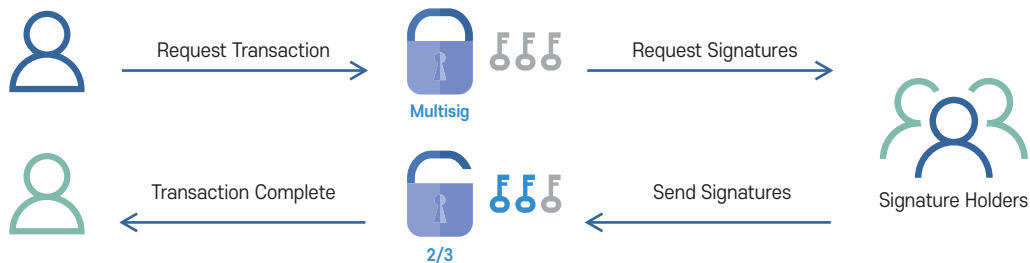 Request Transaction
Request Signatures
Multisig
Transaction Complete
Send Signatures
Signature Holders
2/3